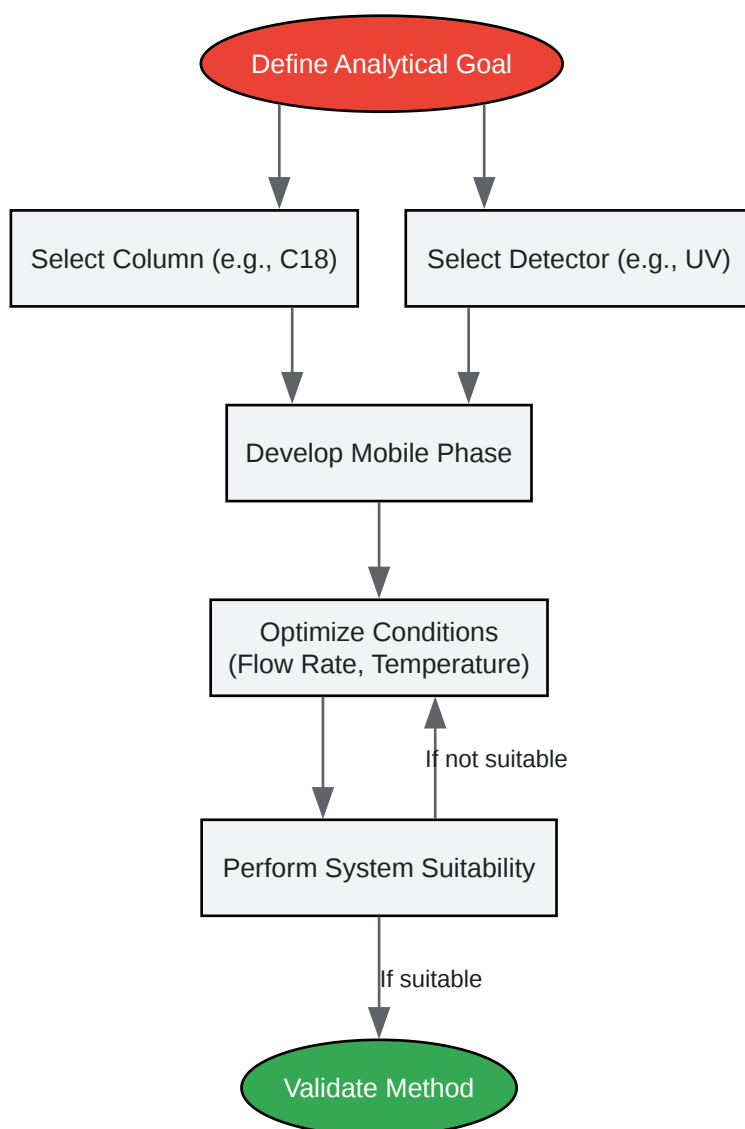 Define Analytical Goal
Select Column (e.g., C18)
Select Detector (e.g., UV)
Develop Mobile Phase
Optimize Conditions
(Flow Rate, Temperature)
If not suitable
Perform System Suitability
If suitable
Validate Method